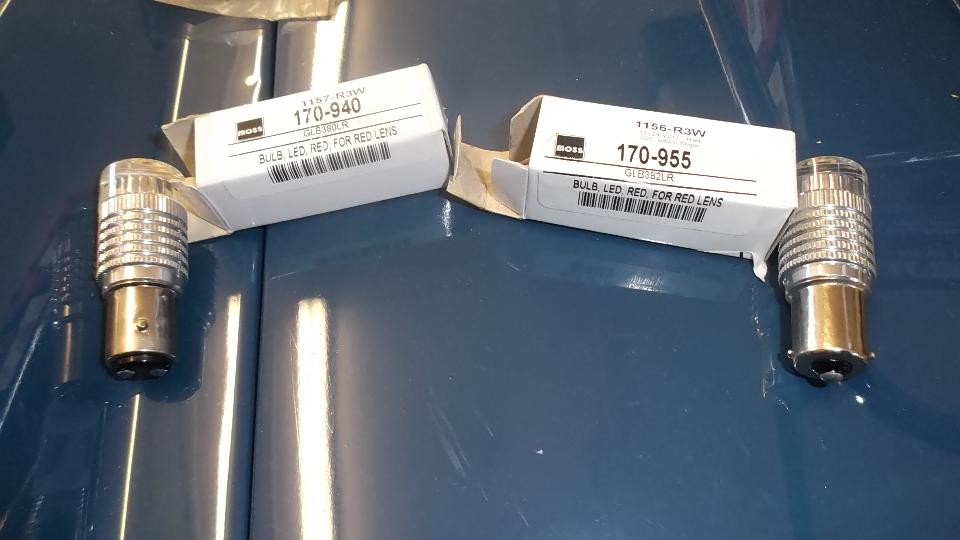 1157-R3W
170-940
moss
GLB380LR
BULB, LED, RED, FOR RED LENS
1156-R3W
170-955
moss
GLB382LR
BULB, LED, RED, FOR RED LENS